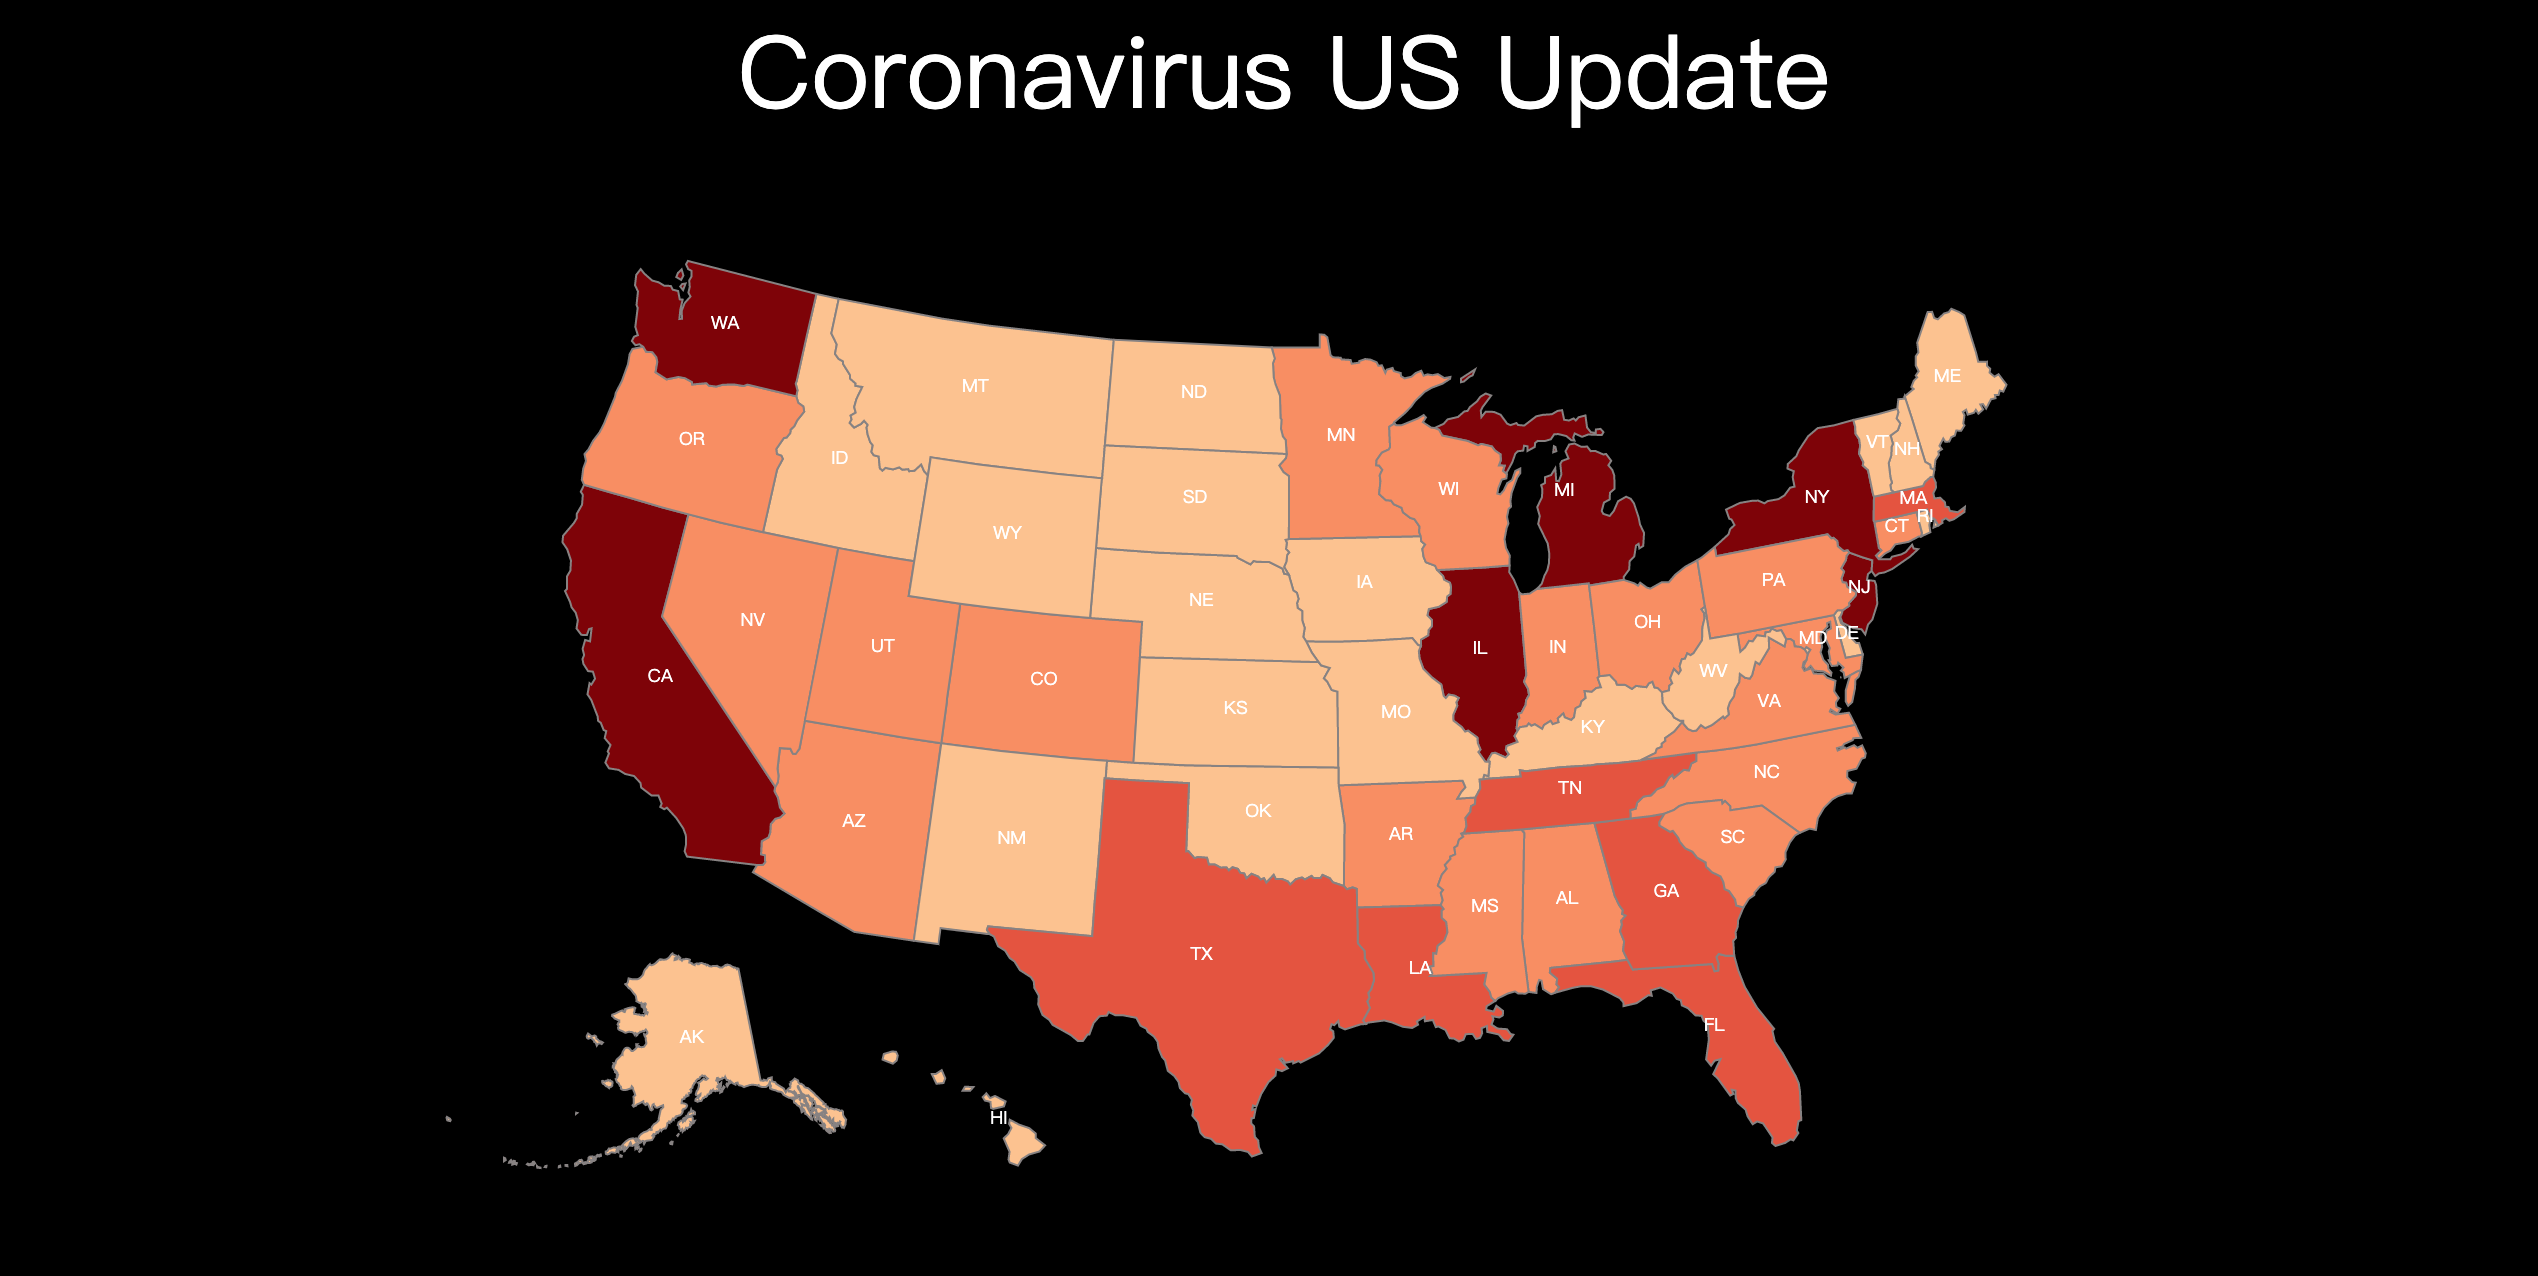 Coronavirus US Update
WA
MT
ND
ME
OR
MN
VT
NH
ID
WI
MI
NY
MA
SD
RI
CT
WY
IA
PA
NJ
NE
NV
OH
DE
MD
UT
IN
IL
WV
CA
CO
VA
KS
MO
KY
NC
TN
OK
AZ
NM
AR
SC
GA
AL
MS
TX
LA
FL
AK
HI